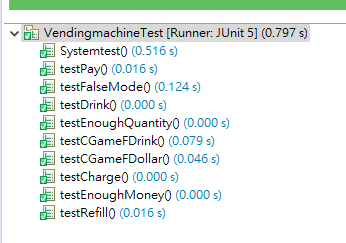 VendingmachineTest [Runner: JUnit 5] (0.797 s)
Systemtest() (0.516 s)
testPay() (0.016 s)
testFalseMode() (0.124 s)
testDrink() (0.000 s)
testEnoughQuantity() (0.000 s)
testCGameFDrink() (0.079 s)
testCGameFDollar() (0.046 s)
testCharge() (0.000 s)
testEnoughMoney() (0.000 s)
testRefill() (0.016 s)